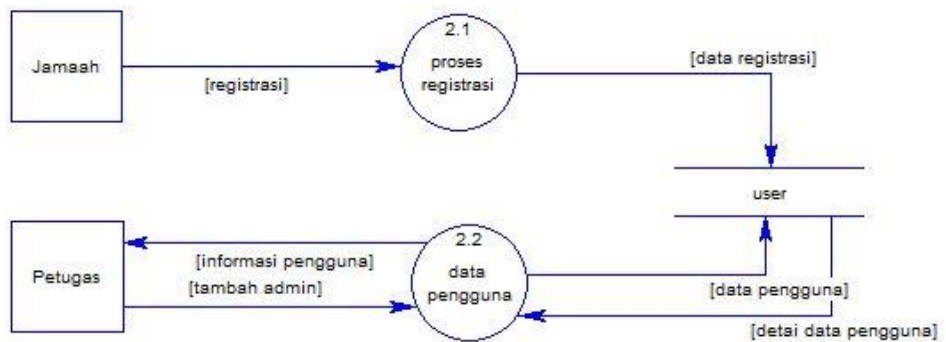 Jamaah
[registrasi]
2.1
proses
registrasi
[data registrasi]
user
Petugas
[informasi pengguna]
[tambah admin]
2.2
data
pengguna
[data pengguna]
[detai data pengguna]